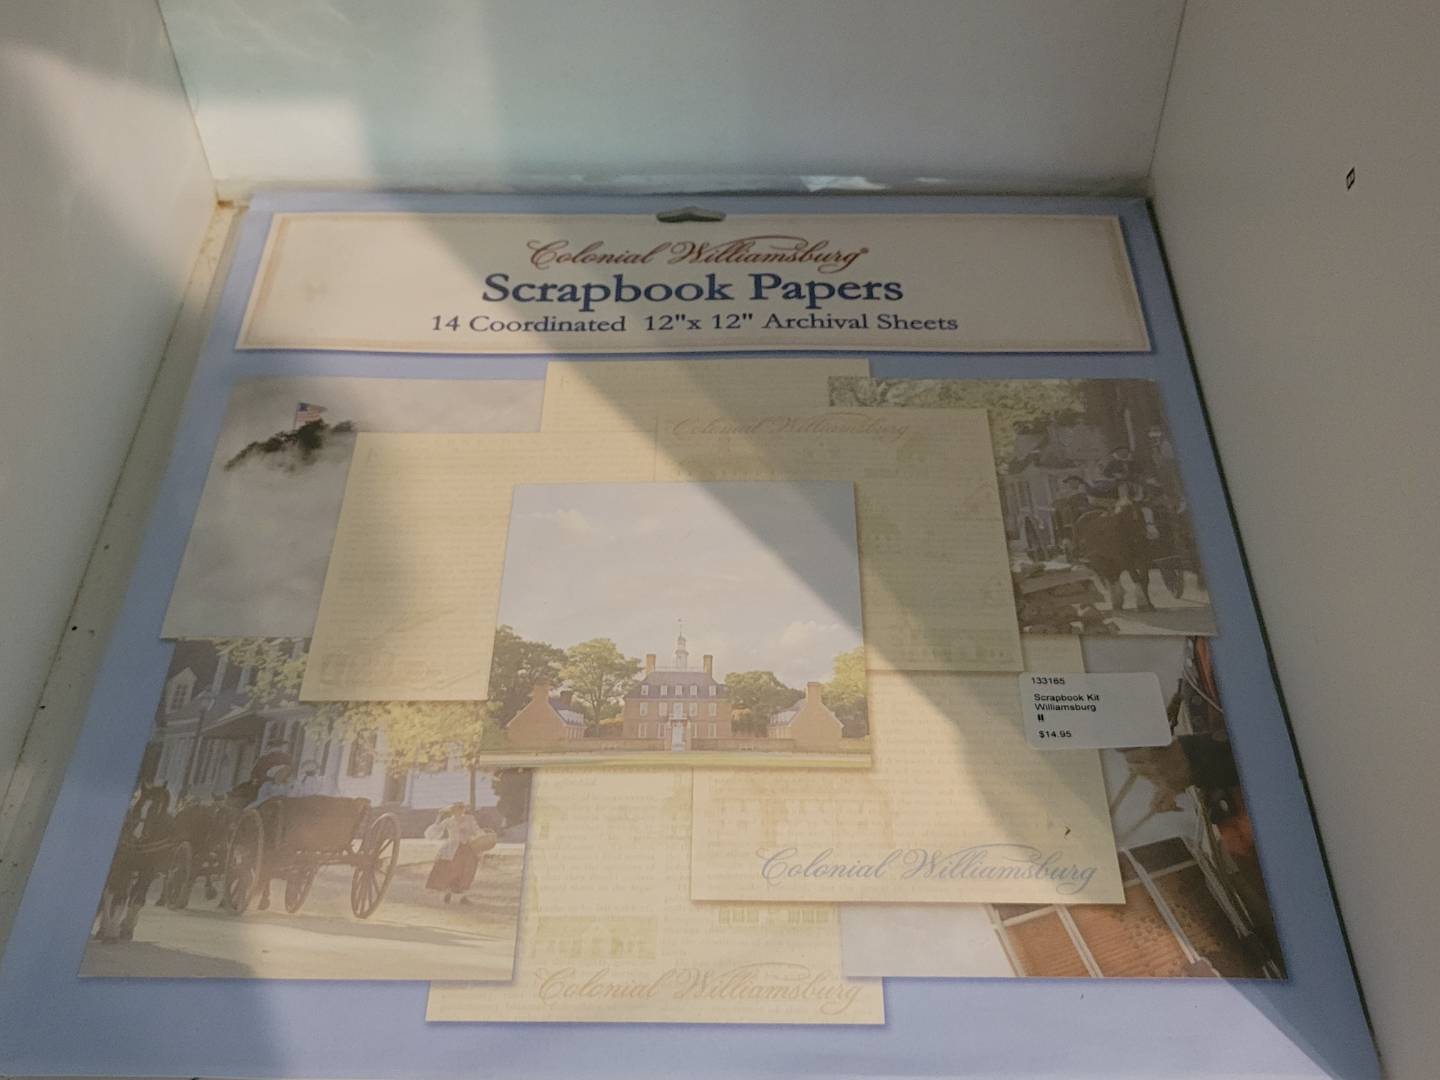 Colonial Williamsburg®
Scrapbook Papers
14 Coordinated 12"x 12" Archival Sheets
Colonial Williamsburg
133165
Scrapbook Kit
Williamsburg
$14.95
Colonial Williamsburg
Colonial Williamsburg